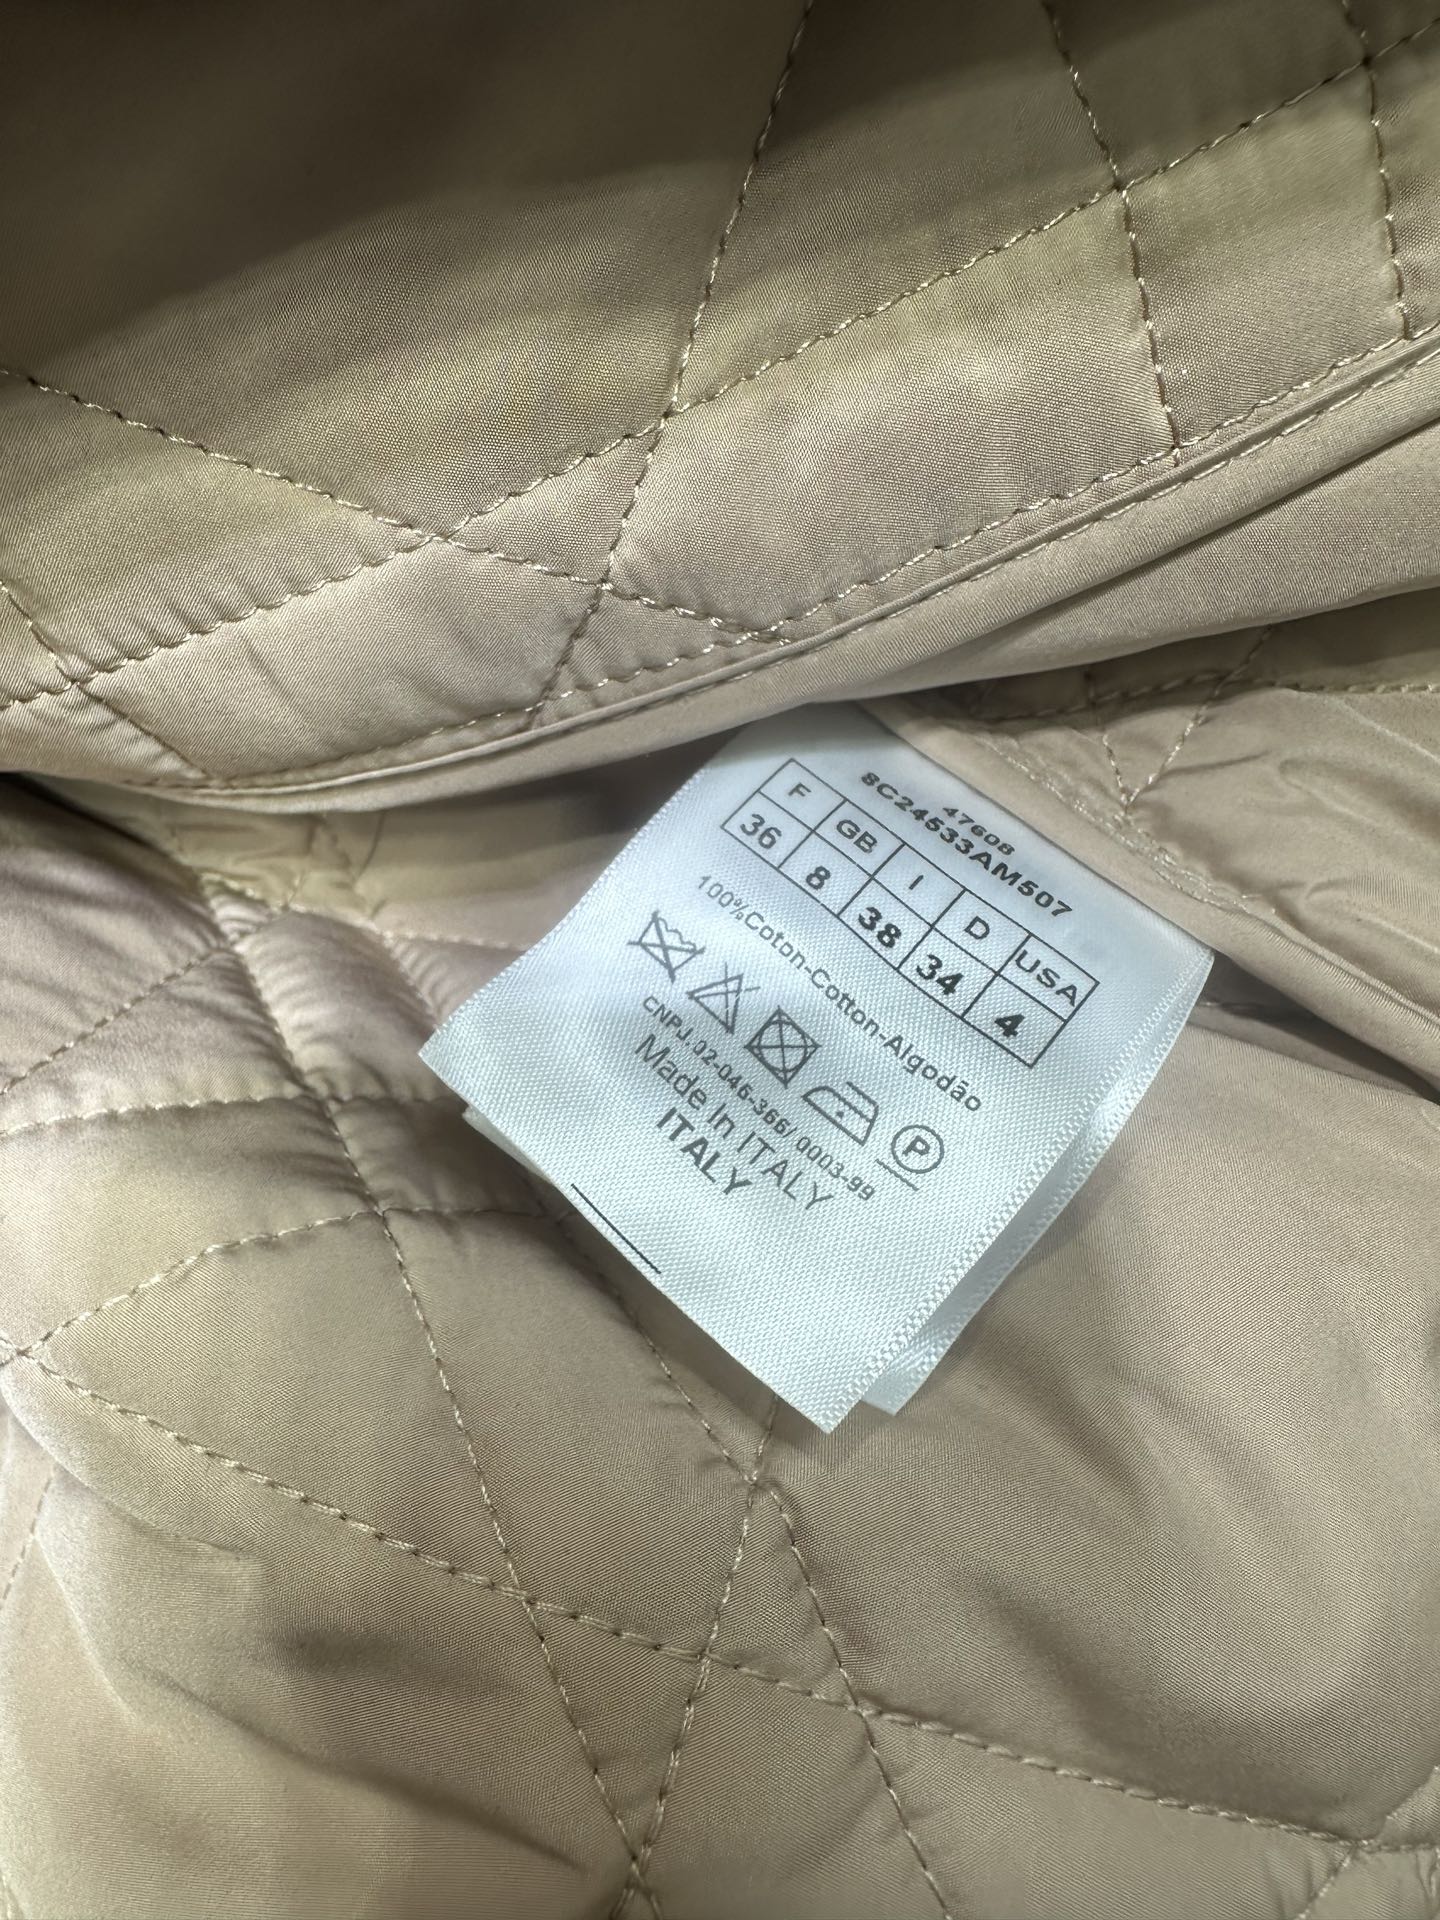 47608
8C24533AM507
F GB I D USA
36 8 38 34 4
100%Coton-Cotton-Algodão
P
CNPJ.02-046-366/0003-99
Made In ITALY
ITALY